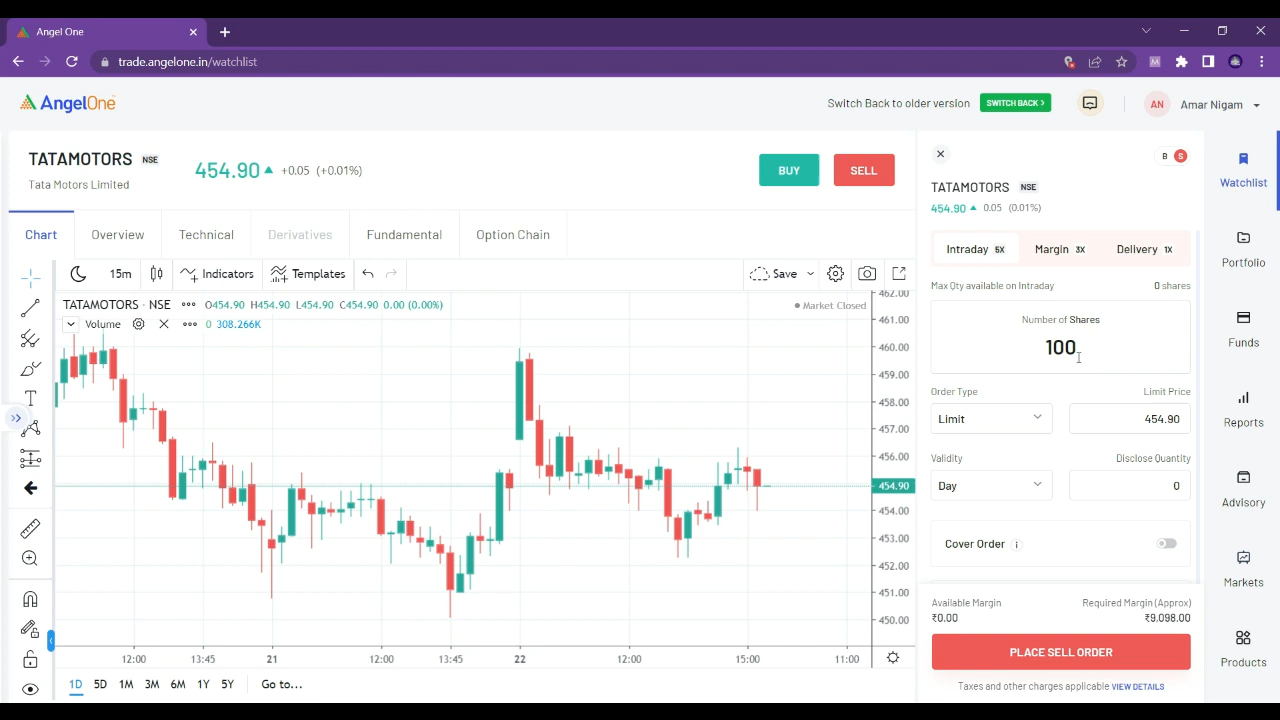 Angel One
trade.angelone.in/watchlist
AngelOne
Switch Back to older version
SWITCH BACK >
AN
Amar Nigam
TATAMOTORS NSE
Tata Motors Limited
454.90 +0.05 (+0.01%)
BUY
SELL
Chart
Overview
Technical
Derivatives
Fundamental
Option Chain
15m
Indicators
Templates
Save
TATAMOTORS · NSE O454.90 H454.90 L454.90 C454.90 0.00 (0.00%)
Market Closed
Volume 0 308.266K
462.00
461.00
460.00
459.00
458.00
457.00
456.00
454.90
454.00
453.00
452.00
451.00
450.00
12:00 13:45 21 12:00 13:45 22 12:00 15:00 11:00
1D 5D 1M 3M 6M 1Y 5Y Go to...
B S
TATAMOTORS NSE
454.90 0.05 (0.01%)
Intraday 5X
Margin 3X
Delivery 1X
Max Qty available on Intraday 0 shares
Number of Shares
100
Order Type Limit Price
Limit 454.90
Validity Disclose Quantity
Day 0
Cover Order i
Available Margin Required Margin (Approx)
₹0.00 ₹9,098.00
PLACE SELL ORDER
Taxes and other charges applicable VIEW DETAILS
Watchlist
Portfolio
Funds
Reports
Advisory
Markets
Products